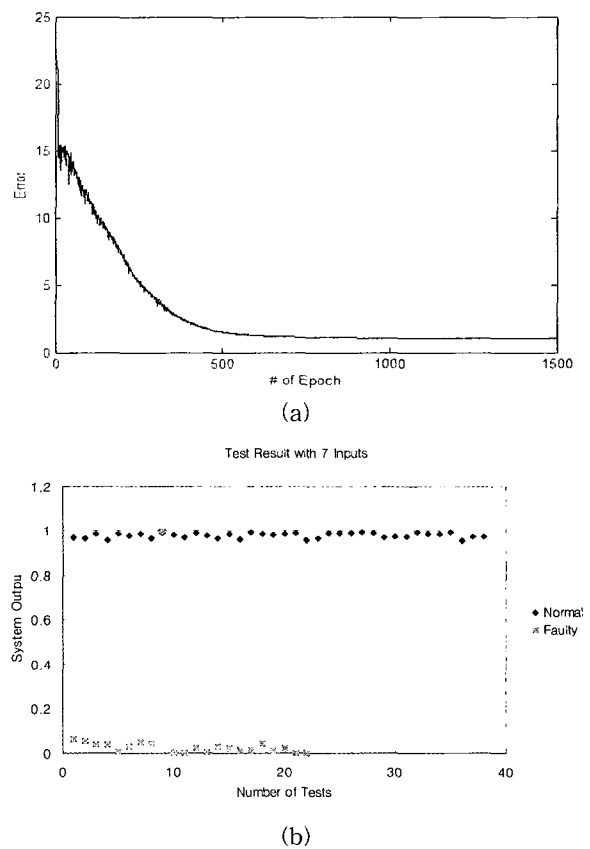 25
20
15
10
5
0
Error
0 500 1000 1500
# of Epoch
(a)
Test Result with 7 Inputs
1.2
1
0.8
0.6
0.4
0.2
0
System Outpu
0 10 20 30 40
Number of Tests
Normal
Faulty
(b)